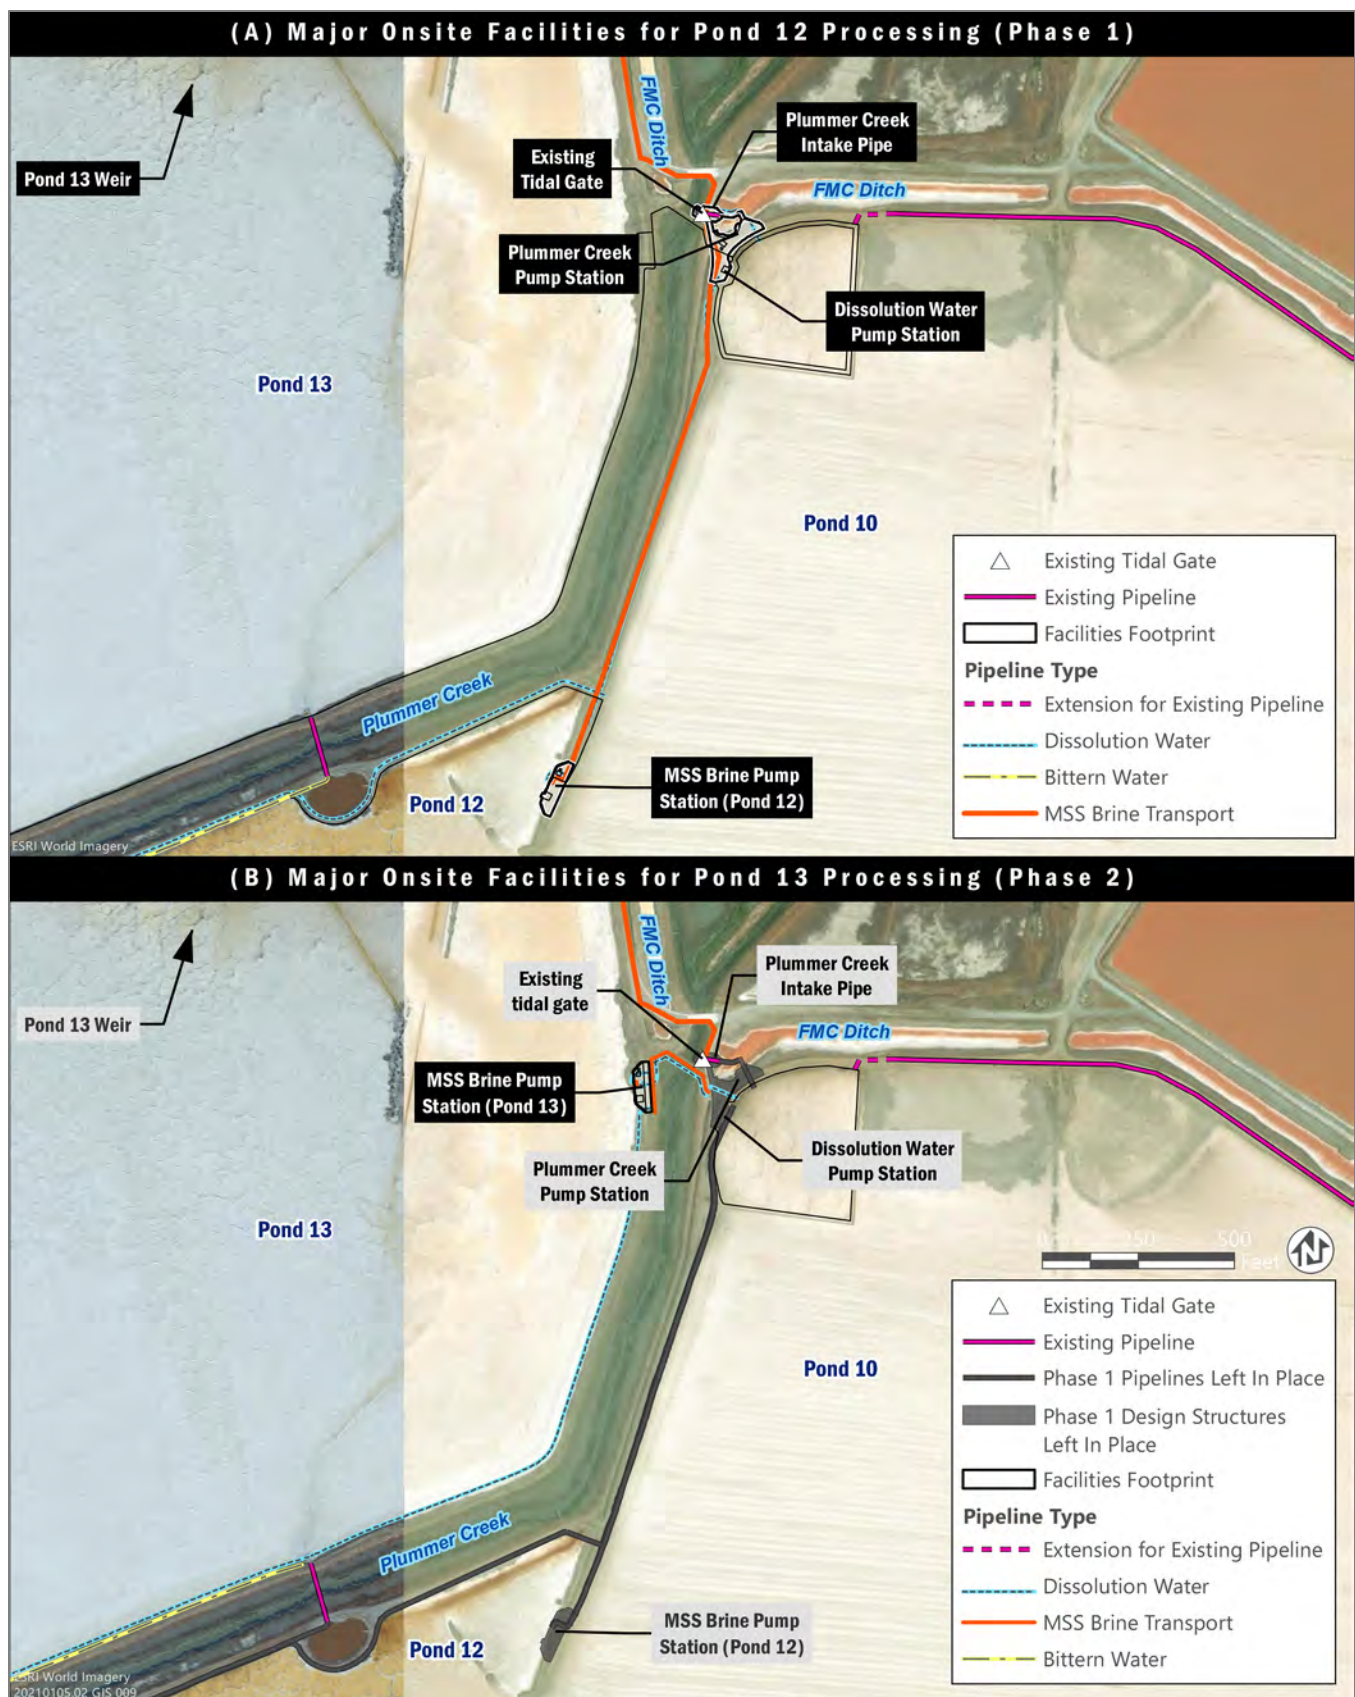 (A) Major Onsite Facilities for Pond 12 Processing (Phase 1)
FMC Ditch
Plummer Creek
Intake Pipe
Existing
Tidal Gate
Pond 13 Weir
FMC Ditch
Plummer Creek
Pump Station
Dissolution Water
Pump Station
Pond 13
Pond 10
Plummer Creek
MSS Brine Pump
Station (Pond 12)
Pond 12
ESRI World Imagery
Existing Tidal Gate
Existing Pipeline
Facilities Footprint
Pipeline Type
Extension for Existing Pipeline
Dissolution Water
Bittern Water
MSS Brine Transport
(B) Major Onsite Facilities for Pond 13 Processing (Phase 2)
FMC Ditch
Plummer Creek
Intake Pipe
Existing
tidal gate
Pond 13 Weir
FMC Ditch
MSS Brine Pump
Station (Pond 13)
Dissolution Water
Pump Station
Plummer Creek
Pump Station
Pond 13
0 250 500
Feet
N
Pond 10
Plummer Creek
MSS Brine Pump
Station (Pond 12)
Pond 12
ESRI World Imagery
20210105.02 GIS 009
Existing Tidal Gate
Existing Pipeline
Phase 1 Pipelines Left In Place
Phase 1 Design Structures
Left In Place
Facilities Footprint
Pipeline Type
Extension for Existing Pipeline
Dissolution Water
MSS Brine Transport
Bittern Water